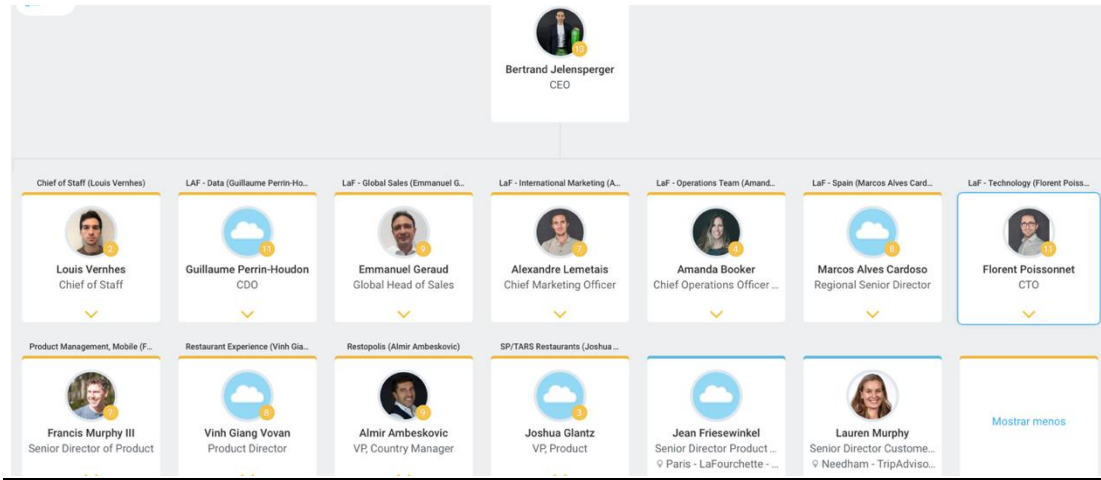 13
Bertrand Jelensperger
CEO
Chief of Staff (Louis Vernhes)
2
Louis Vernhes
Chief of Staff
LAF - Data (Guillaume Perrin-Ho...
11
Guillaume Perrin-Houdon
CDO
LaF - Global Sales (Emmanuel G...
9
Emmanuel Geraud
Global Head of Sales
LaF - International Marketing (A...
7
Alexandre Lemetais
Chief Marketing Officer
LaF - Operations Team (Amand...
4
Amanda Booker
Chief Operations Officer ...
LaF - Spain (Marcos Alves Card...
8
Marcos Alves Cardoso
Regional Senior Director
LaF - Technology (Florent Poiss...
11
Florent Poissonnet
CTO
Product Management, Mobile (F...
7
Francis Murphy III
Senior Director of Product
Restaurant Experience (Vinh Gia...
8
Vinh Giang Vovan
Product Director
Restopolis (Almir Ambeskovic)
9
Almir Ambeskovic
VP, Country Manager
SP/TARS Restaurants (Joshua ...
3
Joshua Glantz
VP, Product
Jean Friesewinkel
Senior Director Product ...
Paris - LaFourchette - ...
Lauren Murphy
Senior Director Custome...
Needham - TripAdviso...
Mostrar menos